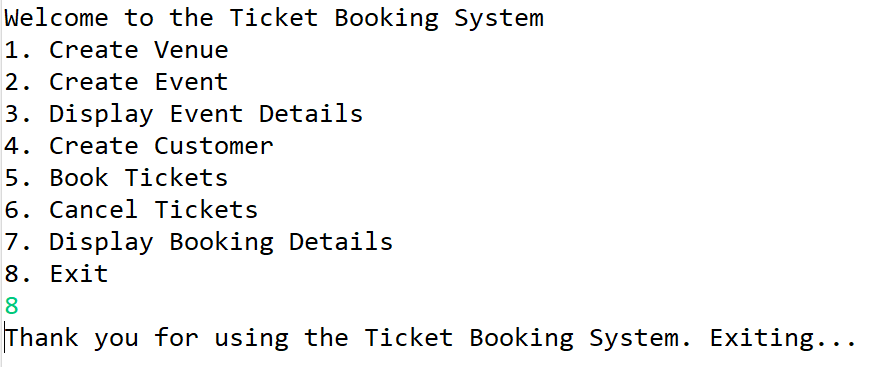 Welcome to the Ticket Booking System
1. Create Venue
2. Create Event
3. Display Event Details
4. Create Customer
5. Book Tickets
6. Cancel Tickets
7. Display Booking Details
8. Exit
8
Thank you for using the Ticket Booking System. Exiting...